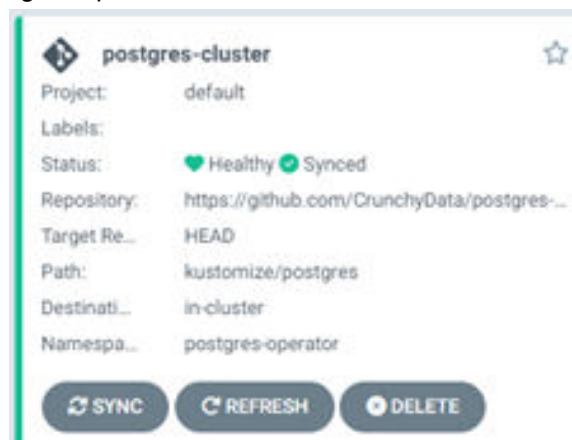 postgres-cluster
Project: default
Labels:
Status: Healthy Synced
Repository: https://github.com/CrunchyData/postgres-...
Target Re... HEAD
Path: kustomize/postgres
Destinati... in-cluster
Namespa... postgres-operator
SYNC REFRESH DELETE